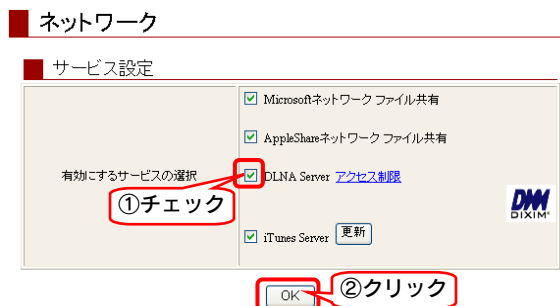 ネットワーク
サービス設定
Microsoftネットワーク ファイル共有
AppleShareネットワーク ファイル共有
有効にするサービスの選択
DLNA Server アクセス制限
①チェック
DiXiM
iTunes Server 更新
OK
②クリック